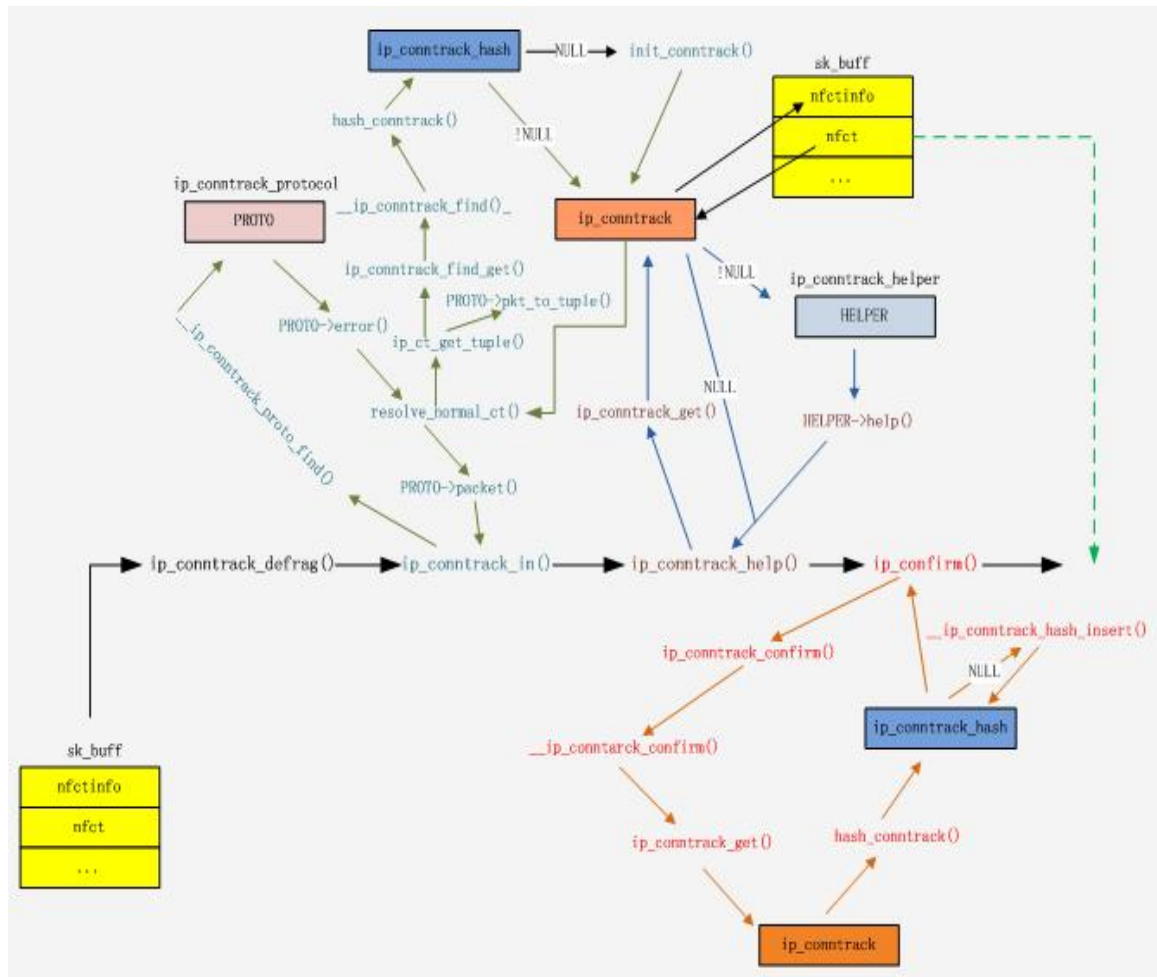 ip_conntrack_hash
NULL
init_conntrack()
sk_buff
nfctinfo
nfct
...
hash_conntrack()
!NULL
ip_conntrack_protocol
PROTO
__ip_conntrack_find()_
ip_conntrack
ip_conntrack_find_get()
!NULL
ip_conntrack_helper
HELPER
PROTO->pkt_to_tuple()
PROTO->error()
ip_ct_get_tuple()
__ip_conntrack_proto_find()
NULL
resolve_normal_ct()
ip_conntrack_get()
HELPER->help()
PROTO->packet()
ip_conntrack_defrag()
ip_conntrack_in()
ip_conntrack_help()
ip_confirm()
__ip_conntrack_hash_insert()
ip_conntrack_confirm()
NULL
ip_conntrack_hash
__ip_conntarck_confirm()
sk_buff
nfctinfo
nfct
...
ip_conntrack_get()
hash_conntrack()
ip_conntrack